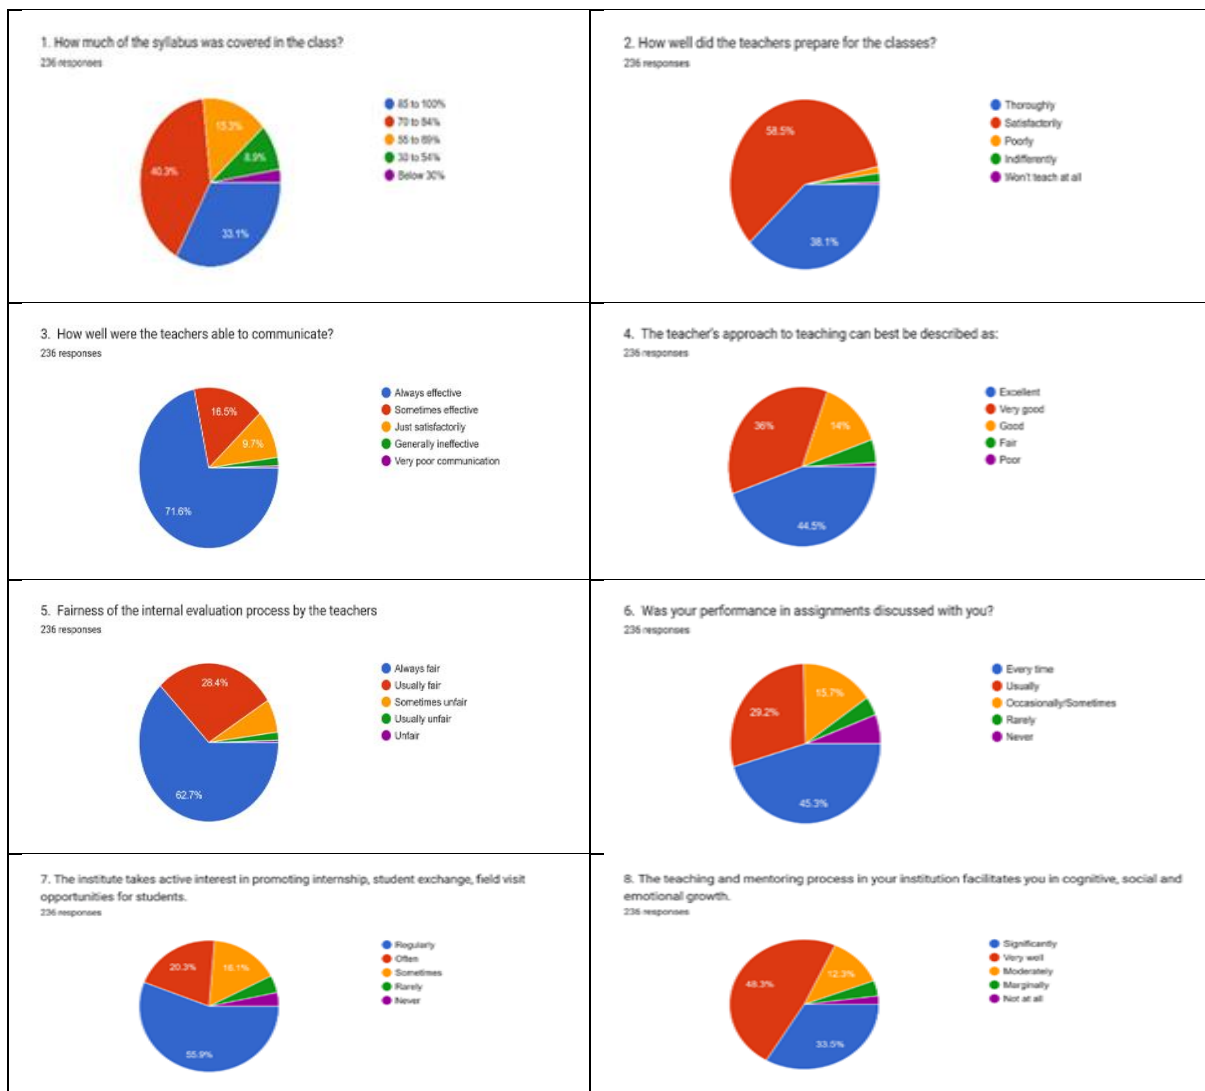 1. How much of the syllabus was covered in the class?
236 responses
15.3%
8.9%
40.3%
33.1%
85 to 100%
70 to 84%
55 to 69%
30 to 54%
Below 30%
2. How well did the teachers prepare for the classes?
236 responses
58.5%
38.1%
Thoroughly
Satisfactorily
Poorly
Indifferently
Won't teach at all
3. How well were the teachers able to communicate?
236 responses
16.5%
9.7%
71.6%
Always effective
Sometimes effective
Just satisfactorily
Generally ineffective
Very poor communication
4. The teacher's approach to teaching can best be described as:
236 responses
36%
14%
44.5%
Excellent
Very good
Good
Fair
Poor
5. Fairness of the internal evaluation process by the teachers
236 responses
28.4%
62.7%
Always fair
Usually fair
Sometimes unfair
Usually unfair
Unfair
6. Was your performance in assignments discussed with you?
236 responses
15.7%
29.2%
45.3%
Every time
Usually
Occasionally/Sometimes
Rarely
Never
7. The institute takes active interest in promoting internship, student exchange, field visit
opportunities for students.
236 responses
20.3%
16.1%
55.9%
Regularly
Often
Sometimes
Rarely
Never
8. The teaching and mentoring process in your institution facilitates you in cognitive, social and
emotional growth.
236 responses
48.3%
12.3%
33.5%
Significantly
Very well
Moderately
Marginally
Not at all